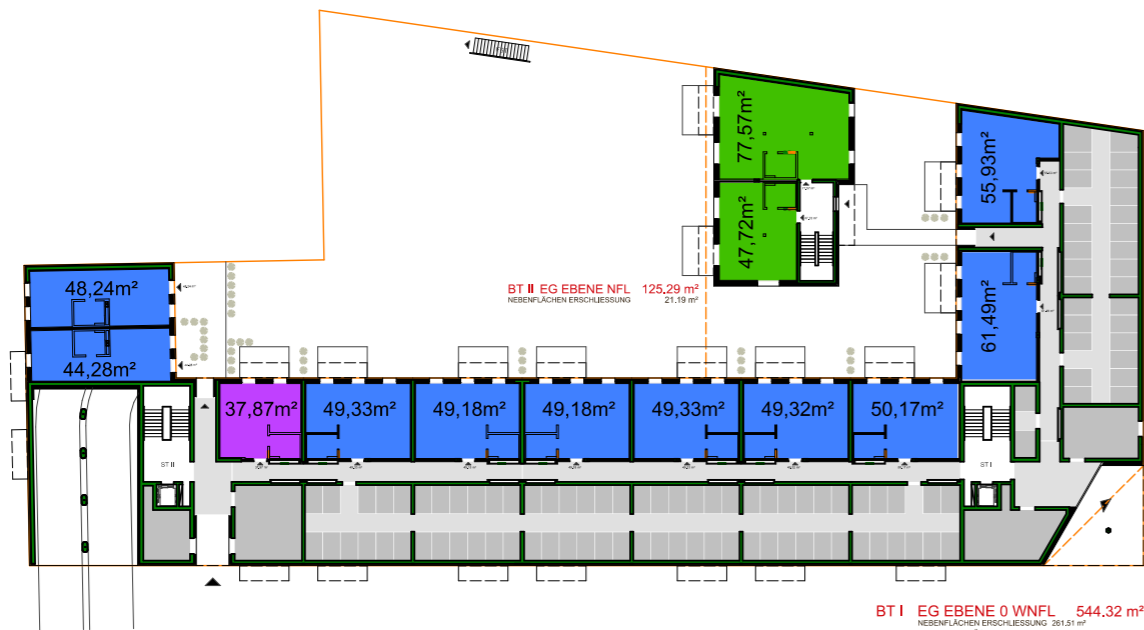 77,57m²
55,93m²
47,72m²
61,49m²
48,24m²
44,28m²
BT II EG EBENE NFL 125.29 m²
NEBENFLÄCHEN ERSCHLIESSUNG 21.19 m²
37,87m²
49,33m²
49,18m²
49,18m²
49,33m²
49,32m²
50,17m²
ST II
ST I
BT I EG EBENE 0 WNFL 544.32 m²
NEBENFLÄCHEN ERSCHLIESSUNG 261,51 m²